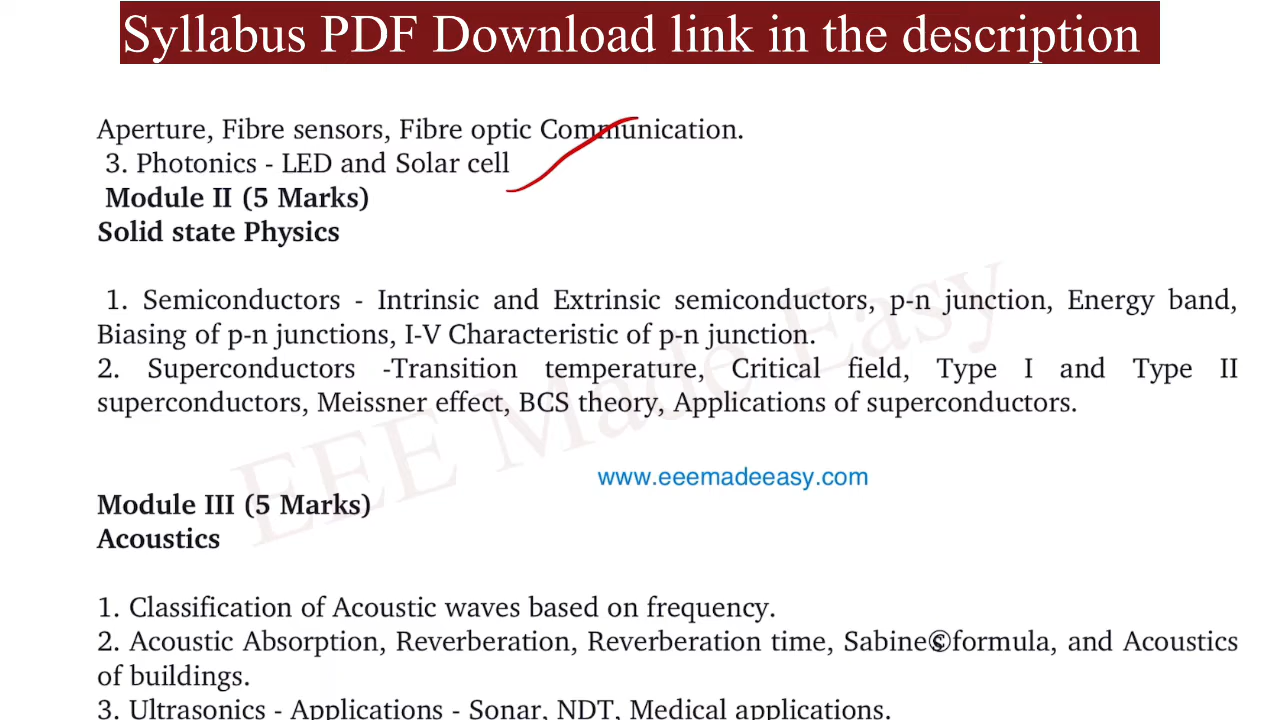 Syllabus PDF Download link in the description
Aperture, Fibre sensors, Fibre optic Communication.
3. Photonics - LED and Solar cell
Module II (5 Marks)
Solid state Physics
1. Semiconductors - Intrinsic and Extrinsic semiconductors, p-n junction, Energy band,
Biasing of p-n junctions, I-V Characteristic of p-n junction.
2. Superconductors -Transition temperature, Critical field, Type I and Type II
superconductors, Meissner effect, BCS theory, Applications of superconductors.
EEE Made Easy
www.eeemadeeasy.com
Module III (5 Marks)
Acoustics
1. Classification of Acoustic waves based on frequency.
2. Acoustic Absorption, Reverberation, Reverberation time, Sabine©s formula, and Acoustics
of buildings.
3. Ultrasonics - Applications - Sonar, NDT, Medical applications.